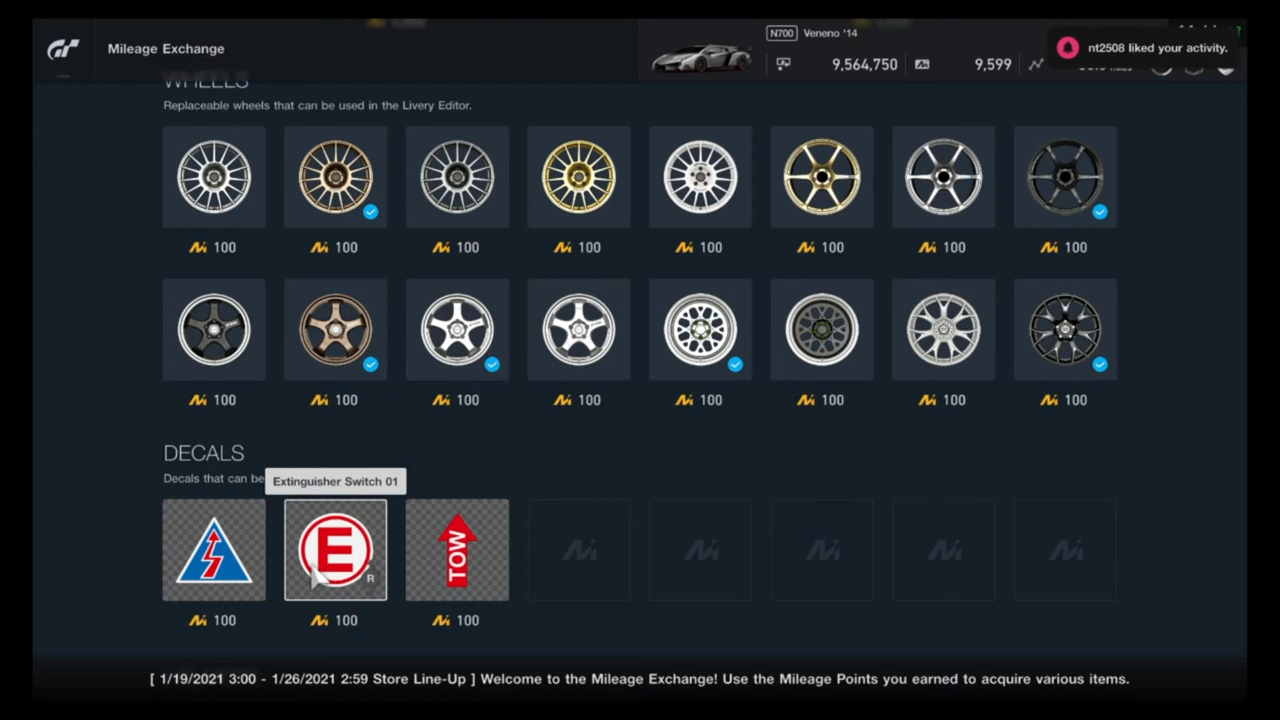 Mileage Exchange
N700 Veneno '14
9,564,750
9,599
nt2508 liked your activity.
WHEELS
Replaceable wheels that can be used in the Livery Editor.
100 100 100 100 100 100 100 100
100 100 100 100 100 100 100 100
DECALS
Decals that can be
Extinguisher Switch 01
E
R
TOW
100 100 100
[ 1/19/2021 3:00 - 1/26/2021 2:59 Store Line-Up ] Welcome to the Mileage Exchange! Use the Mileage Points you earned to acquire various items.